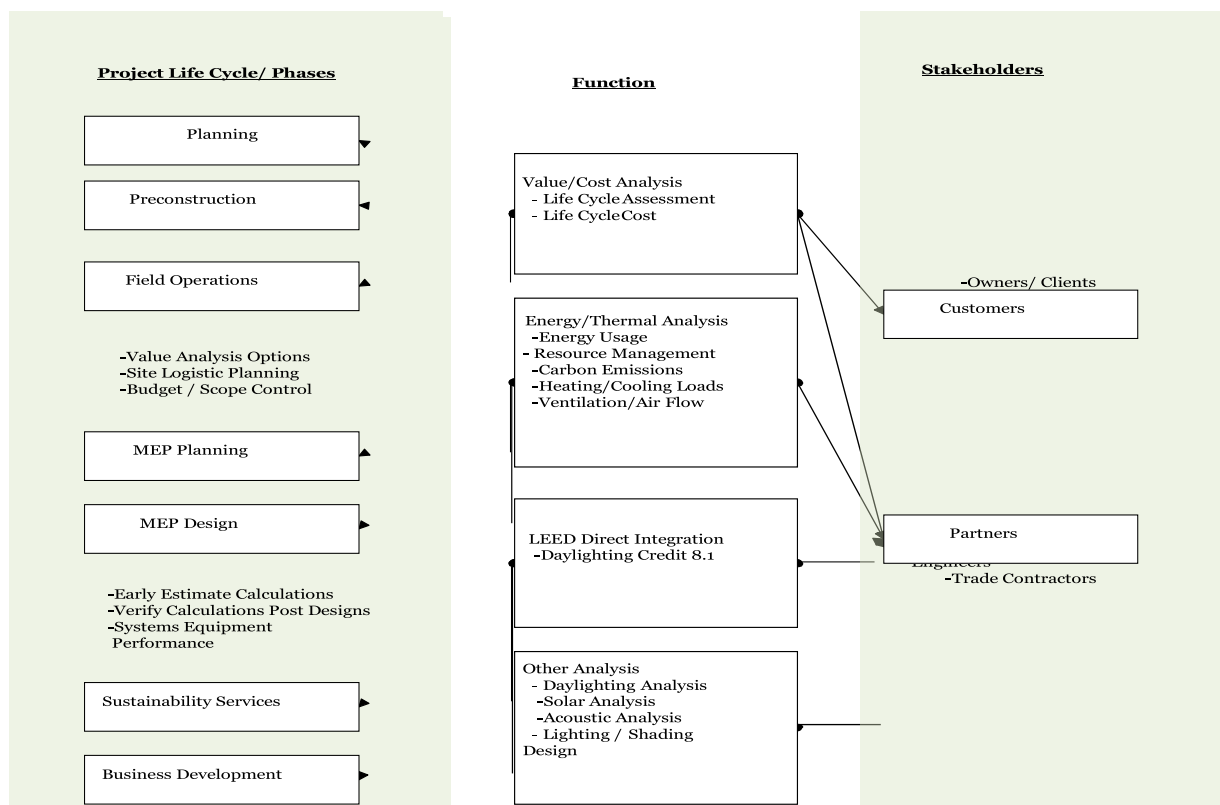 Project Life Cycle/ Phases
Planning
Preconstruction
Field Operations
-Value Analysis Options
-Site Logistic Planning
-Budget / Scope Control
MEP Planning
MEP Design
-Early Estimate Calculations
-Verify Calculations Post Designs
-Systems Equipment
Performance
Sustainability Services
Business Development
Function
Value/Cost Analysis
- Life Cycle Assessment
- Life CycleCost
Energy/Thermal Analysis
-Energy Usage
- Resource Management
-Carbon Emissions
-Heating/Cooling Loads
-Ventilation/Air Flow
LEED Direct Integration
-Daylighting Credit 8.1
Other Analysis
- Daylighting Analysis
-Solar Analysis
-Acoustic Analysis
- Lighting / Shading
Design
Stakeholders
-Owners/ Clients
Customers
Partners
Engineers
-Trade Contractors